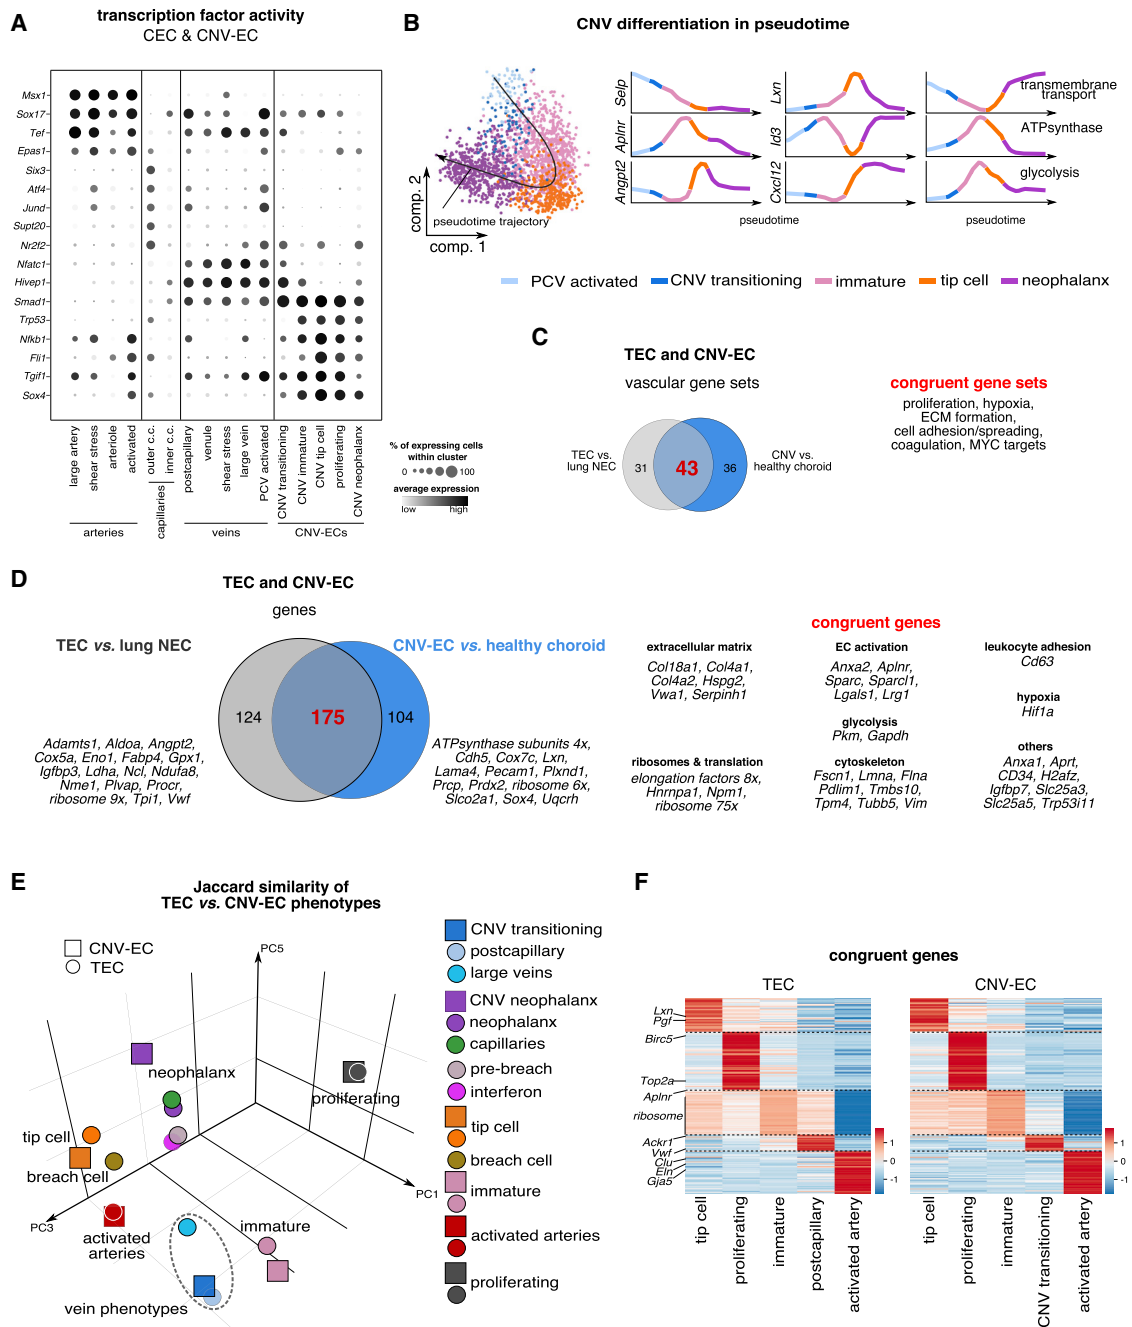 A
transcription factor activity
CEC & CNV-EC
Msx1
Sox17
Tef
Epas1
Six3
Atf4
Jund
Supt20
Nr2f2
Nfatc1
Hivep1
Smad1
Trp53
Nfkb1
Fli1
Tgif1
Sox4
large artery
shear stress
arteriole
activated
outer c.c.
inner c.c.
postcapillary
venule
shear stress
large vein
PCV activated
CNV transitioning
CNV immature
CNV tip cell
proliferating
CNV neophalanx
arteries
capillaries
veins
CNV-ECs
% of expressing cells
within cluster
0 100
average expression
low high
B
CNV differentiation in pseudotime
comp. 2
comp. 1
pseudotime trajectory
Selp
Aplnr
Angpt2
Lxn
Id3
Cxcl12
transmembrane
transport
ATPsynthase
glycolysis
pseudotime
pseudotime
PCV activated
CNV transitioning
immature
tip cell
neophalanx
C
TEC and CNV-EC
vascular gene sets
TEC vs.
lung NEC
31
43
36
CNV vs.
healthy choroid
congruent gene sets
proliferation, hypoxia,
ECM formation,
cell adhesion/spreading,
coagulation, MYC targets
D
TEC and CNV-EC
genes
TEC vs. lung NEC
CNV-EC vs. healthy choroid
124
175
104
Adamts1, Aldoa, Angpt2,
Cox5a, Eno1, Fabp4, Gpx1,
Igfbp3, Ldha, Ncl, Ndufa8,
Nme1, Plvap, Procr,
ribosome 9x, Tpi1, Vwf
ATPsynthase subunits 4x,
Cdh5, Cox7c, Lxn,
Lama4, Pecam1, Plxnd1,
Prcp, Prdx2, ribosome 6x,
Slco2a1, Sox4, Uqcrh
congruent genes
extracellular matrix
Col18a1, Col4a1,
Col4a2, Hspg2,
Vwa1, Serpinh1
ribosomes & translation
elongation factors 8x,
Hnrnpa1, Npm1,
ribosome 75x
EC activation
Anxa2, Aplnr,
Sparc, Sparcl1,
Lgals1, Lrg1
glycolysis
Pkm, Gapdh
cytoskeleton
Fscn1, Lmna, Flna
Pdlim1, Tmbs10,
Tpm4, Tubb5, Vim
leukocyte adhesion
Cd63
hypoxia
Hif1a
others
Anxa1, Aprt,
CD34, H2afz,
Igfbp7, Slc25a3,
Slc25a5, Trp53i11
E
Jaccard similarity of
TEC vs. CNV-EC phenotypes
CNV-EC
TEC
PC5
PC1
PC3
neophalanx
proliferating
tip cell
breach cell
activated
arteries
immature
vein phenotypes
CNV transitioning
postcapillary
large veins
CNV neophalanx
neophalanx
capillaries
pre-breach
interferon
tip cell
breach cell
immature
activated arteries
proliferating
F
congruent genes
TEC
CNV-EC
Lxn
Pgf
Birc5
Top2a
Aplnr
ribosome
Ackr1
Vwf
Clu
Eln
Gja5
1
0
-1
1
0
-1
tip cell
proliferating
immature
postcapillary
activated artery
tip cell
proliferating
immature
CNV transitioning
activated artery